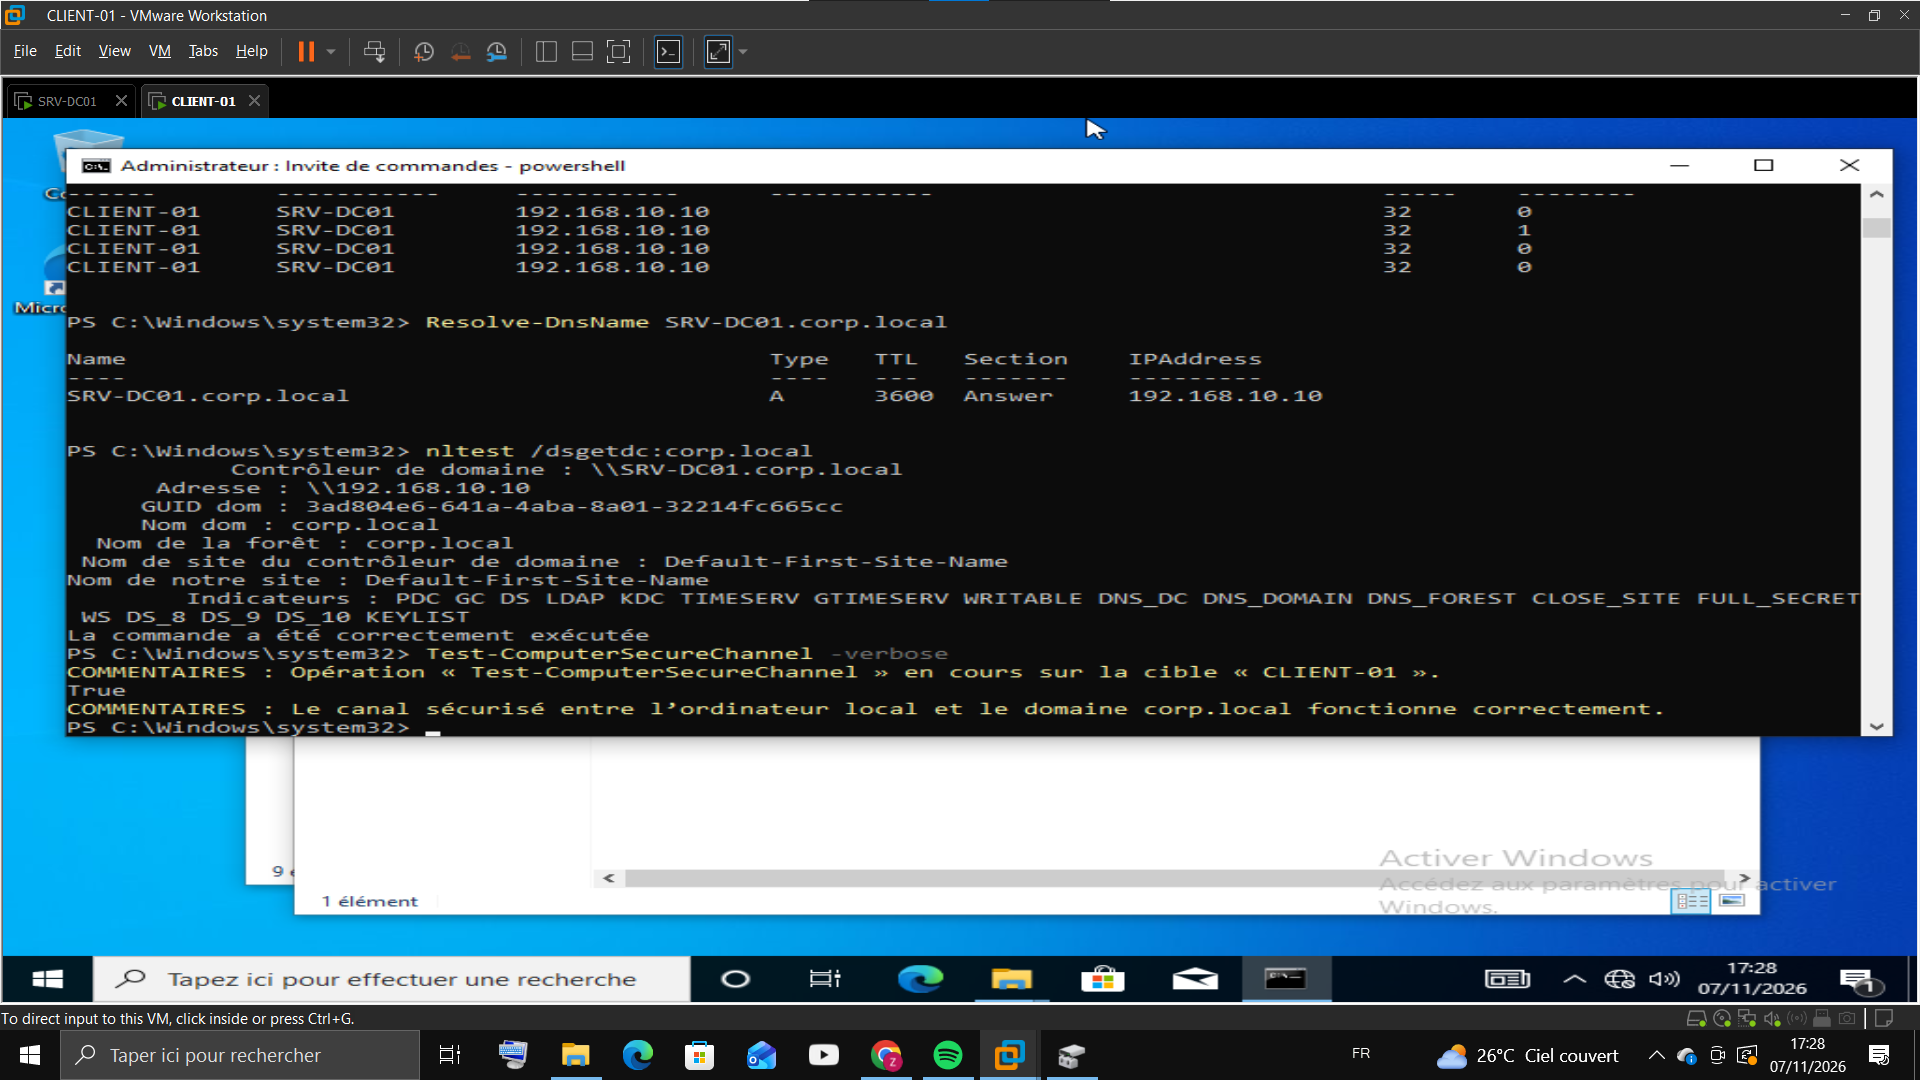 CLIENT-01 - VMware Workstation
File Edit View VM Tabs Help
SRV-DC01 CLIENT-01
Administrateur : Invite de commandes - powershell
------ ----------- ----------- ----------- ----- --------
CLIENT-01 SRV-DC01 192.168.10.10 32 0
CLIENT-01 SRV-DC01 192.168.10.10 32 1
CLIENT-01 SRV-DC01 192.168.10.10 32 0
CLIENT-01 SRV-DC01 192.168.10.10 32 0
PS C:\Windows\system32> Resolve-DnsName SRV-DC01.corp.local
Name Type TTL Section IPAddress
---- ---- --- ------- ---------
SRV-DC01.corp.local A 3600 Answer 192.168.10.10
PS C:\Windows\system32> nltest /dsgetdc:corp.local
Contrôleur de domaine : \\SRV-DC01.corp.local
Adresse : \\192.168.10.10
GUID dom : 3ad804e6-641a-4aba-8a01-32214fc665cc
Nom dom : corp.local
Nom de la forêt : corp.local
Nom de site du contrôleur de domaine : Default-First-Site-Name
Nom de notre site : Default-First-Site-Name
Indicateurs : PDC GC DS LDAP KDC TIMESERV GTIMESERV WRITABLE DNS_DC DNS_DOMAIN DNS_FOREST CLOSE_SITE FULL_SECRET
WS DS_8 DS_9 DS_10 KEYLIST
La commande a été correctement exécutée
PS C:\Windows\system32> Test-ComputerSecureChannel -verbose
COMMENTAIRES : Opération « Test-ComputerSecureChannel » en cours sur la cible « CLIENT-01 ».
True
COMMENTAIRES : Le canal sécurisé entre l’ordinateur local et le domaine corp.local fonctionne correctement.
PS C:\Windows\system32>
Activer Windows
Accédez aux paramètres pour activer
Windows.
1 élément
Tapez ici pour effectuer une recherche
17:28
07/11/2026
1
To direct input to this VM, click inside or press Ctrl+G.
Taper ici pour rechercher
FR
26°C Ciel couvert
17:28
07/11/2026